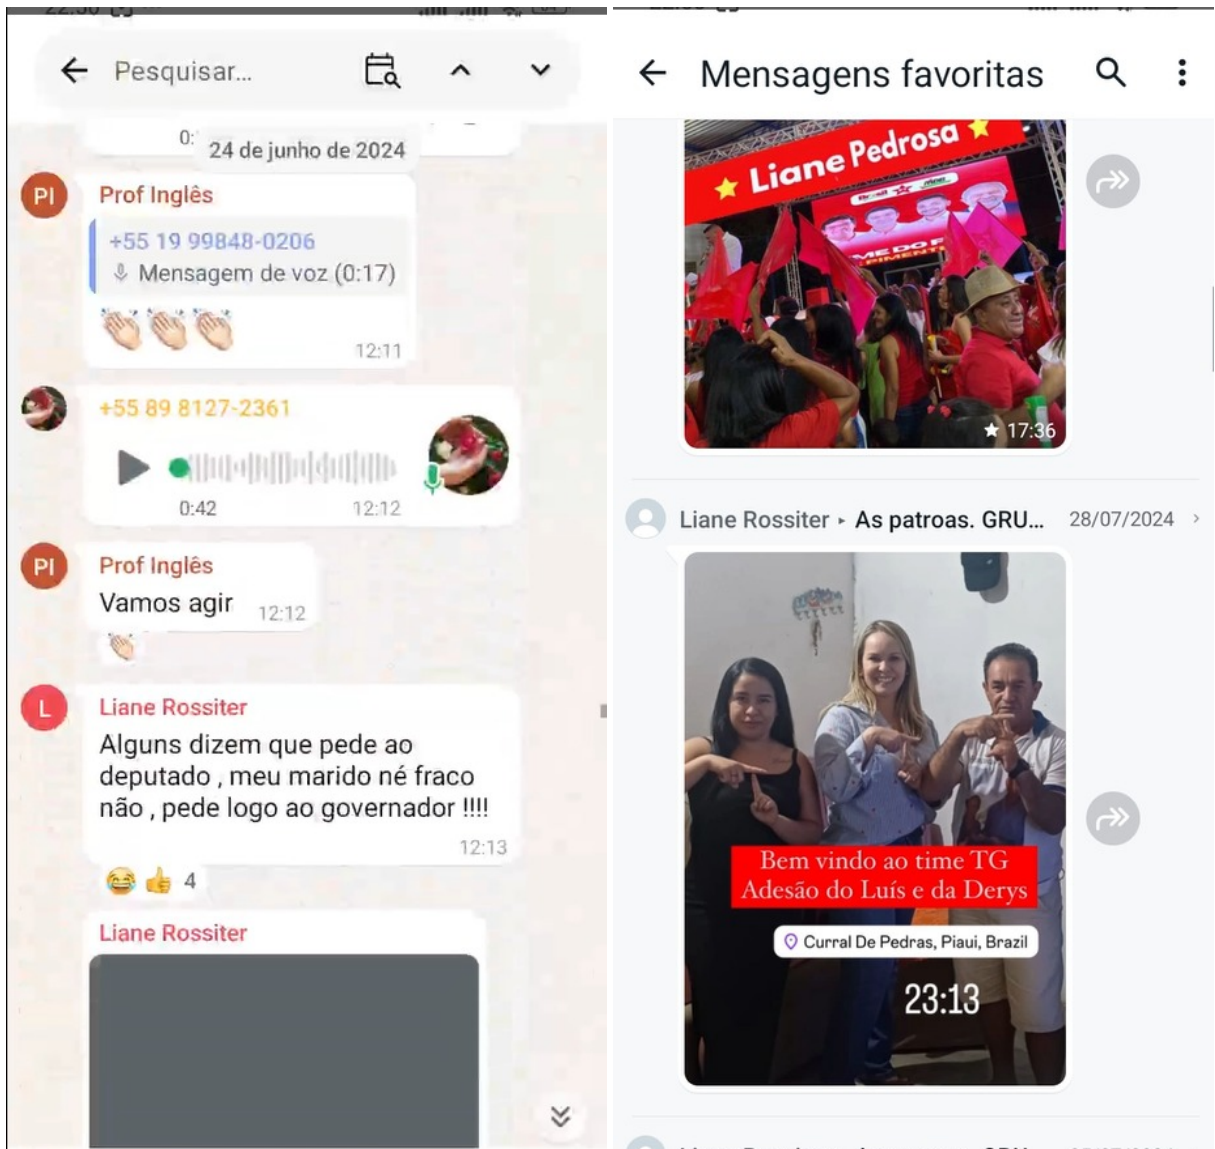 22:50
Pesquisar...
24 de junho de 2024
PI
Prof Inglês
+55 19 99848-0206
Mensagem de voz (0:17)
12:11
+55 89 8127-2361
0:42
12:12
PI
Prof Inglês
Vamos agir
12:12
L
Liane Rossiter
Alguns dizem que pede ao
deputado , meu marido né fraco
não , pede logo ao governador !!!!
12:13
4
Liane Rossiter
Mensagens favoritas
Liane Pedrosa
17:36
Liane Rossiter ▸ As patroas. GRU...
28/07/2024
Bem vindo ao time TG
Adesão do Luís e da Derys
Curral De Pedras, Piaui, Brazil
23:13